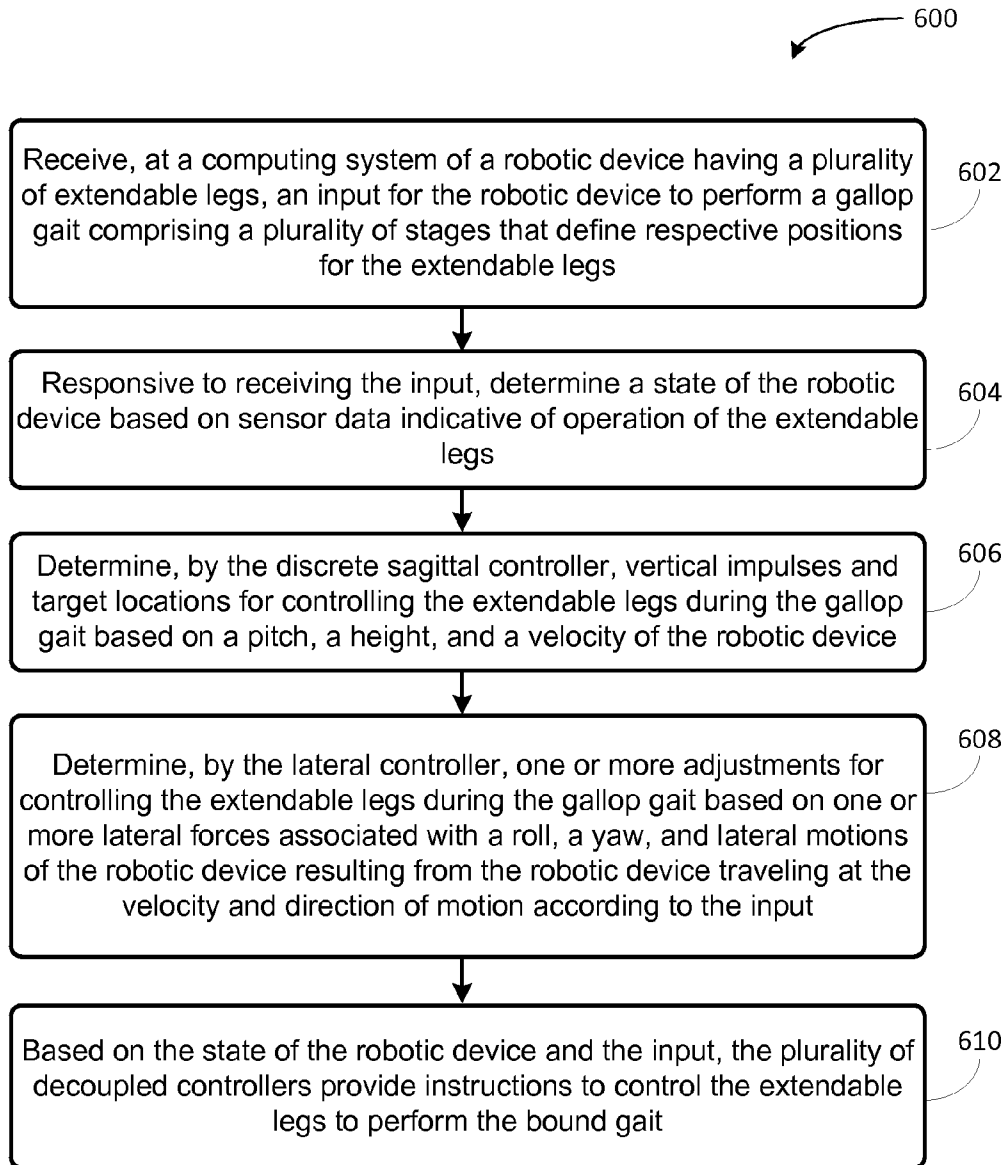 600
Receive, at a computing system of a robotic device having a plurality
of extendable legs, an input for the robotic device to perform a gallop
gait comprising a plurality of stages that define respective positions
for the extendable legs
602
Responsive to receiving the input, determine a state of the robotic
device based on sensor data indicative of operation of the extendable
legs
604
Determine, by the discrete sagittal controller, vertical impulses and
target locations for controlling the extendable legs during the gallop
gait based on a pitch, a height, and a velocity of the robotic device
606
Determine, by the lateral controller, one or more adjustments for
controlling the extendable legs during the gallop gait based on one or
more lateral forces associated with a roll, a yaw, and lateral motions
of the robotic device resulting from the robotic device traveling at the
velocity and direction of motion according to the input
608
Based on the state of the robotic device and the input, the plurality of
decoupled controllers provide instructions to control the extendable
legs to perform the bound gait
610